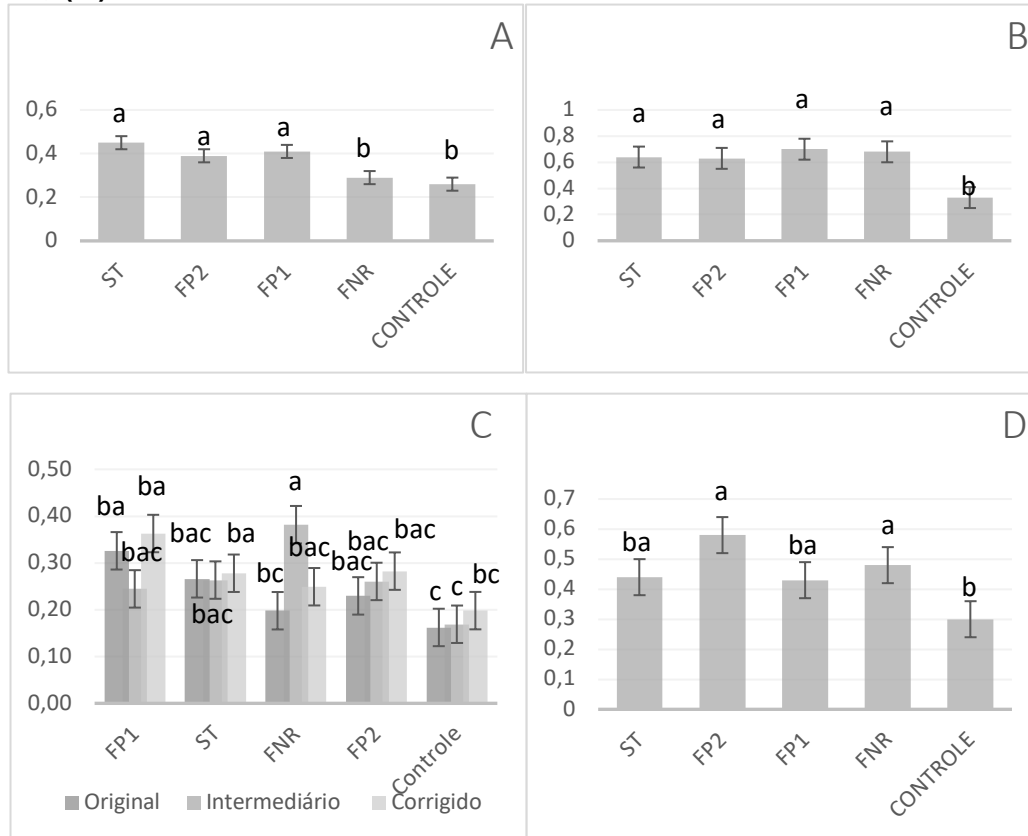 A
0,6
0,4
0,2
0
a
a
a
b
b
ST
FP2
FP1
FNR
CONTROLE
B
1
0,8
0,6
0,4
0,2
0
a
a
a
a
b
ST
FP2
FP1
FNR
CONTROLE
C
0,50
0,40
0,30
0,20
0,10
0,00
ba
bac
ba
bac
bac
ba
bc
a
bac
bac
bac
bac
c
c
bc
FP1
ST
FNR
FP2
Controle
Original Intermediário Corrigido
D
0,7
0,6
0,5
0,4
0,3
0,2
0,1
0
ba
a
ba
a
b
ST
FP2
FP1
FNR
CONTROLE